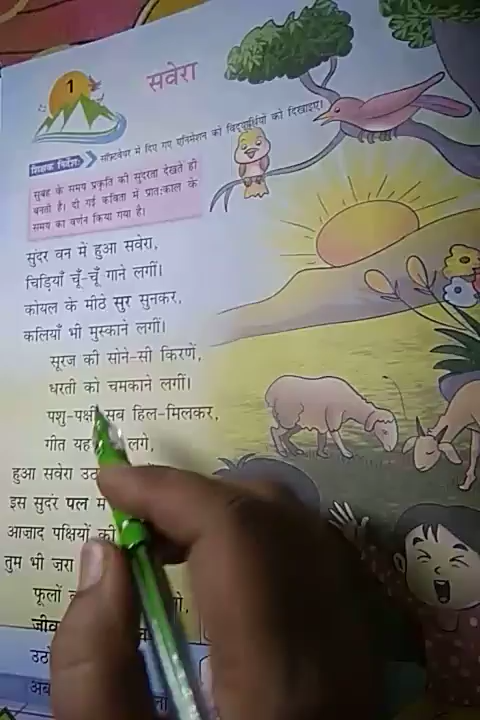 1
सवेरा
शिक्षक निर्देश: सॉफ़्टवेयर में दिए गए एनिमेशन को विद्यार्थियों को दिखाइए।
सुबह के समय प्रकृति की सुंदरता देखते ही
बनती है। दी गई कविता में प्रातःकाल के
समय का वर्णन किया गया है।
सुंदर वन में हुआ सवेरा,
चिड़ियाँ चूँ-चूँ गाने लगीं।
कोयल के मीठे सुर सुनकर,
कलियाँ भी मुस्काने लगीं।
सूरज की सोने-सी किरणें,
धरती को चमकाने लगीं।
पशु-पक्षी सब हिल-मिलकर,
गीत यह लगे,
हुआ सवेरा
इस सुंदर पल में
आज़ाद पक्षियों की
तुम भी ज़रा
फूलों